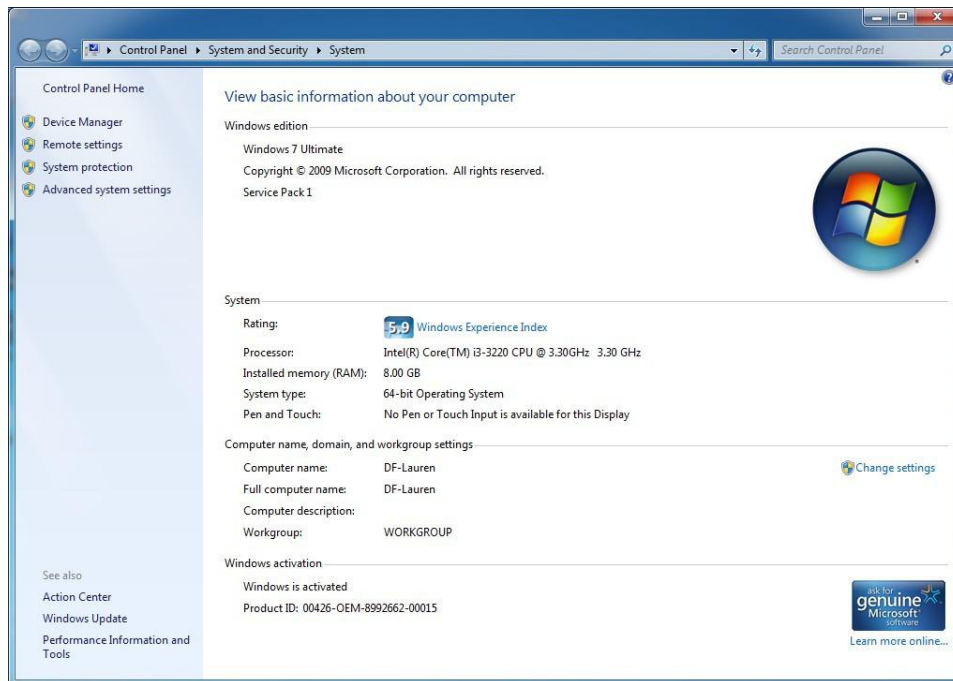 Control Panel ▸ System and Security ▸ System
Search Control Panel
Control Panel Home
Device Manager
Remote settings
System protection
Advanced system settings
See also
Action Center
Windows Update
Performance Information and
Tools
View basic information about your computer
Windows edition
Windows 7 Ultimate
Copyright © 2009 Microsoft Corporation. All rights reserved.
Service Pack 1
System
Rating: 5,9 Windows Experience Index
Processor: Intel(R) Core(TM) i3-3220 CPU @ 3.30GHz 3.30 GHz
Installed memory (RAM): 8.00 GB
System type: 64-bit Operating System
Pen and Touch: No Pen or Touch Input is available for this Display
Computer name, domain, and workgroup settings
Computer name: DF-Lauren
Change settings
Full computer name: DF-Lauren
Computer description:
Workgroup: WORKGROUP
Windows activation
Windows is activated
Product ID: 00426-OEM-8992662-00015
ask for
genuine
Microsoft
software
Learn more online...